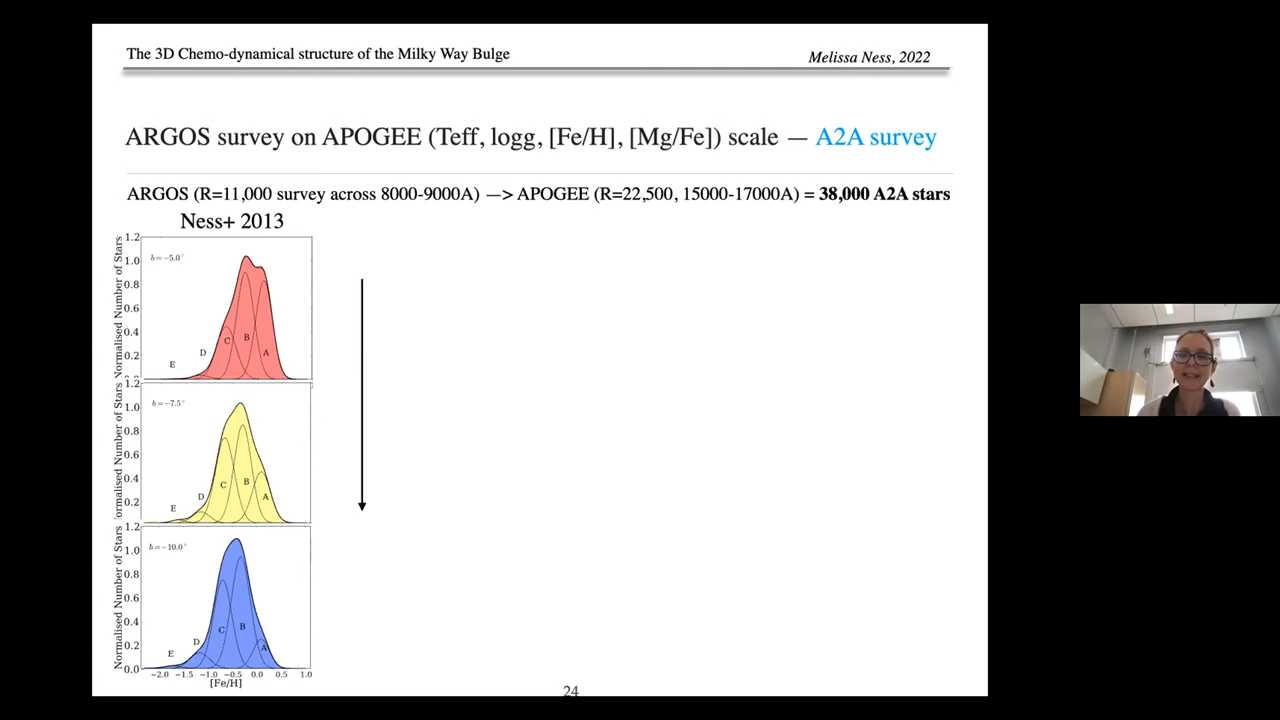 The 3D Chemo-dynamical structure of the Milky Way Bulge
Melissa Ness, 2022
ARGOS survey on APOGEE (Teff, logg, [Fe/H], [Mg/Fe]) scale — A2A survey
ARGOS (R=11,000 survey across 8000-9000A) —> APOGEE (R=22,500, 15000-17000A) = 38,000 A2A stars
Ness+ 2013
Normalised Number of Stars
1.2
1.0
0.8
0.6
0.4
0.2
b=−5.0°
E
D
C
B
A
ormalised Number of Stars
1.2
1.0
0.8
0.6
0.4
0.2
b=−7.5°
E
D
C
B
A
Normalised Number of Stars
1.2
1.0
0.8
0.6
0.4
0.2
0.0
b=−10.0°
E
D
C
B
A
−2.0 −1.5 −1.0 −0.5 0.0 0.5 1.0
[Fe/H]
24